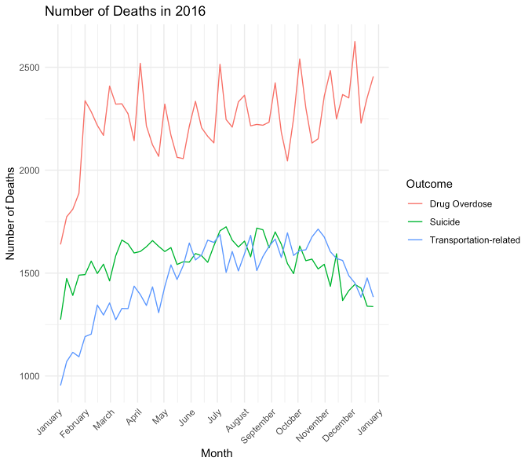 Number of Deaths in 2016
2500
2000
1500
1000
Number of Deaths
January
February
March
April
May
June
July
August
September
October
November
December
January
Month
Outcome
Drug Overdose
Suicide
Transportation-related